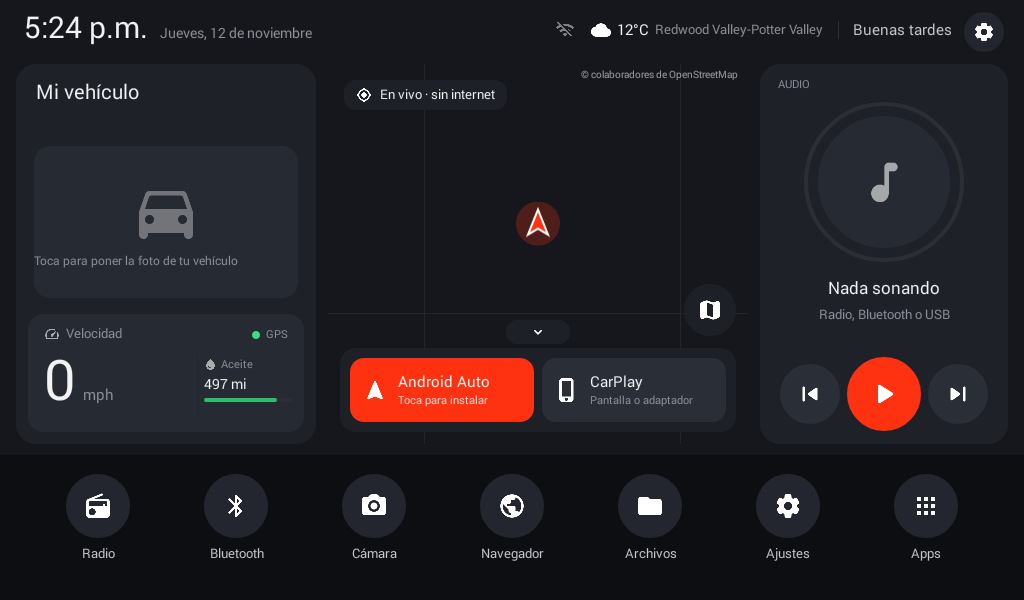 5:24 p.m.
Jueves, 12 de noviembre
12°C
Redwood Valley-Potter Valley
Buenas tardes
Mi vehículo
Toca para poner la foto de tu vehículo
Velocidad
GPS
0 mph
Aceite
497 mi
© colaboradores de OpenStreetMap
En vivo · sin internet
Android Auto
Toca para instalar
CarPlay
Pantalla o adaptador
AUDIO
Nada sonando
Radio, Bluetooth o USB
Radio
Bluetooth
Cámara
Navegador
Archivos
Ajustes
Apps